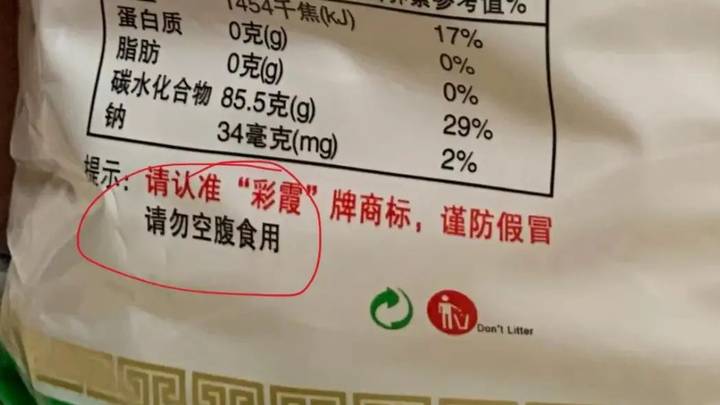 1454千焦(kJ) 17%
蛋白质 0克(g) 0%
脂肪 0克(g) 0%
碳水化合物 85.5克(g) 29%
钠 34毫克(mg) 2%
提示：请认准“彩霞”牌商标，谨防假冒
请勿空腹食用
Don't Litter